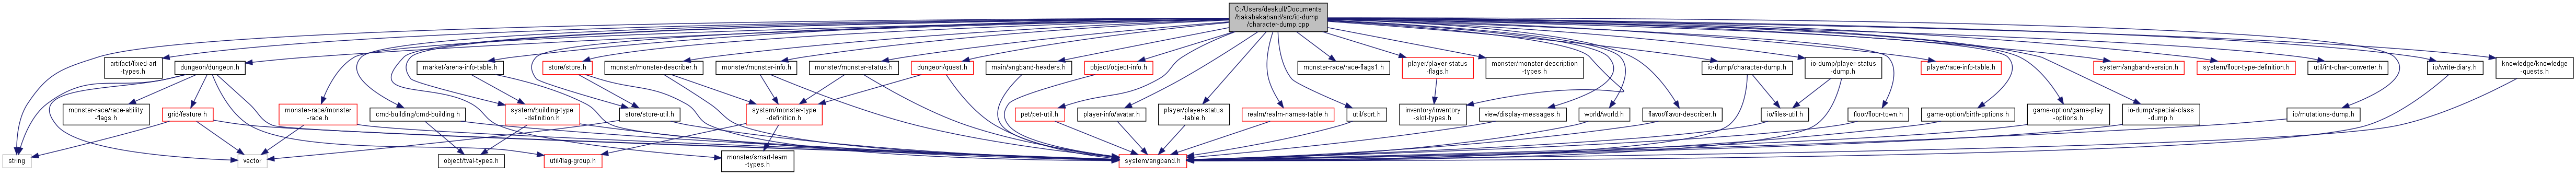 C:/Users/deskull/Documents
/bakabakaband/src/io-dump
/character-dump.cpp
artifact/fixed-art
-types.h
dungeon/dungeon.h
market/arena-info-table.h
store/store.h
monster/monster-describer.h
monster/monster-info.h
monster/monster-status.h
dungeon/quest.h
main/angband-headers.h
object/object-info.h
monster-race/race-flags1.h
player/player-status
-flags.h
monster/monster-description
-types.h
io-dump/character-dump.h
io-dump/player-status
-dump.h
player/race-info-table.h
system/angband-version.h
system/floor-type-definition.h
util/int-char-converter.h
io/write-diary.h
knowledge/knowledge
-quests.h
monster-race/race-ability
-flags.h
grid/feature.h
monster-race/monster
-race.h
cmd-building/cmd-building.h
system/building-type
-definition.h
store/store-util.h
system/monster-type
-definition.h
pet/pet-util.h
player-info/avatar.h
player/player-status
-table.h
realm/realm-names-table.h
util/sort.h
inventory/inventory
-slot-types.h
view/display-messages.h
world/world.h
flavor/flavor-describer.h
io/files-util.h
floor/floor-town.h
game-option/birth-options.h
game-option/game-play
-options.h
io-dump/special-class
-dump.h
io/mutations-dump.h
string
vector
object/tval-types.h
util/flag-group.h
monster/smart-learn
-types.h
system/angband.h